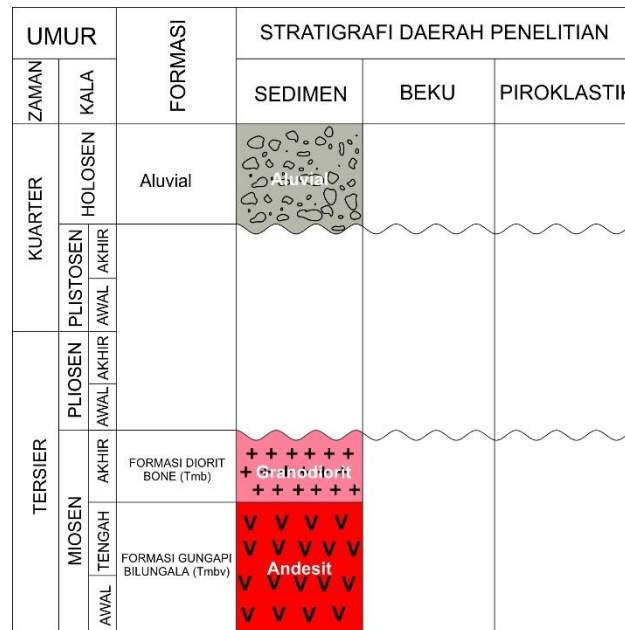 UMUR
FORMASI
STRATIGRAFI DAERAH PENELITIAN
ZAMAN
KALA
SEDIMEN
BEKU
PIROKLASTIK
KUARTER
HOLOSEN
Aluvial
Aluvial
PLISTOSEN
AKHIR
AWAL
TERSIER
PLIOSEN
AKHIR
AWAL
MIOSEN
AKHIR
FORMASI DIORIT
BONE (Tmb)
Granodiorit
TENGAH
FORMASI GUNGAPI
BILUNGALA (Tmbv)
Andesit
AWAL